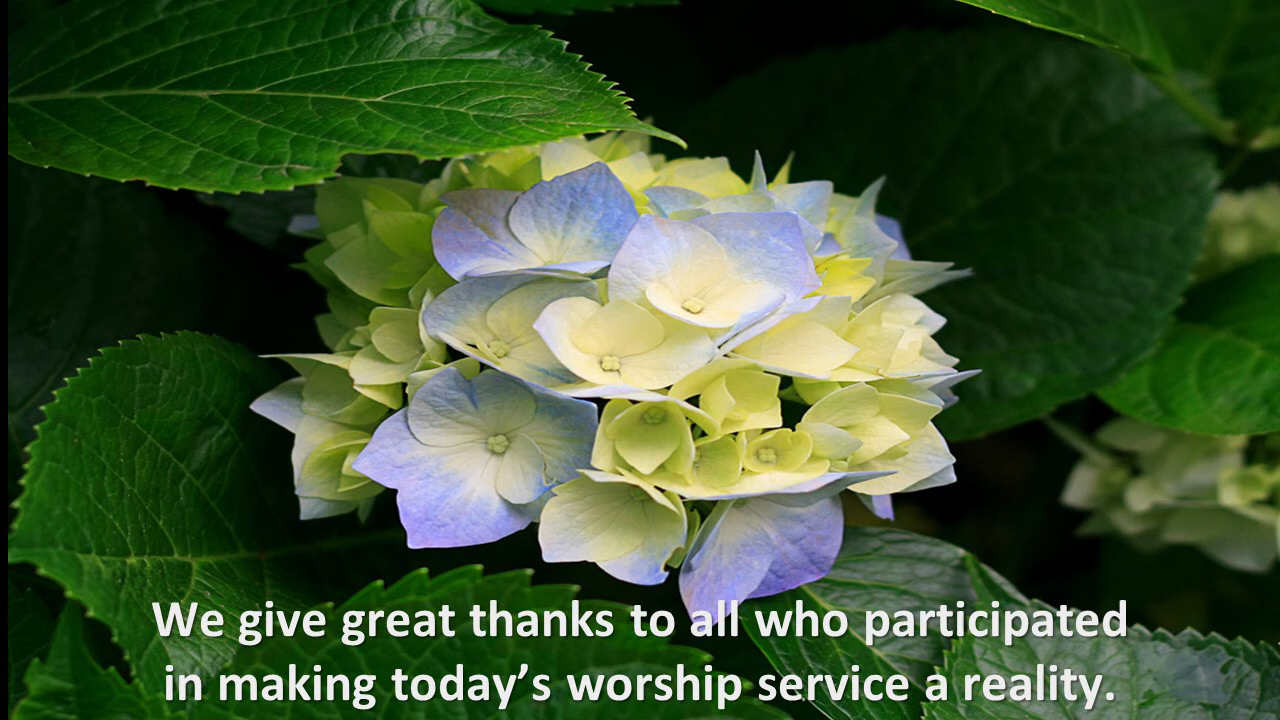 We give great thanks to all who participated
in making today’s worship service a reality.